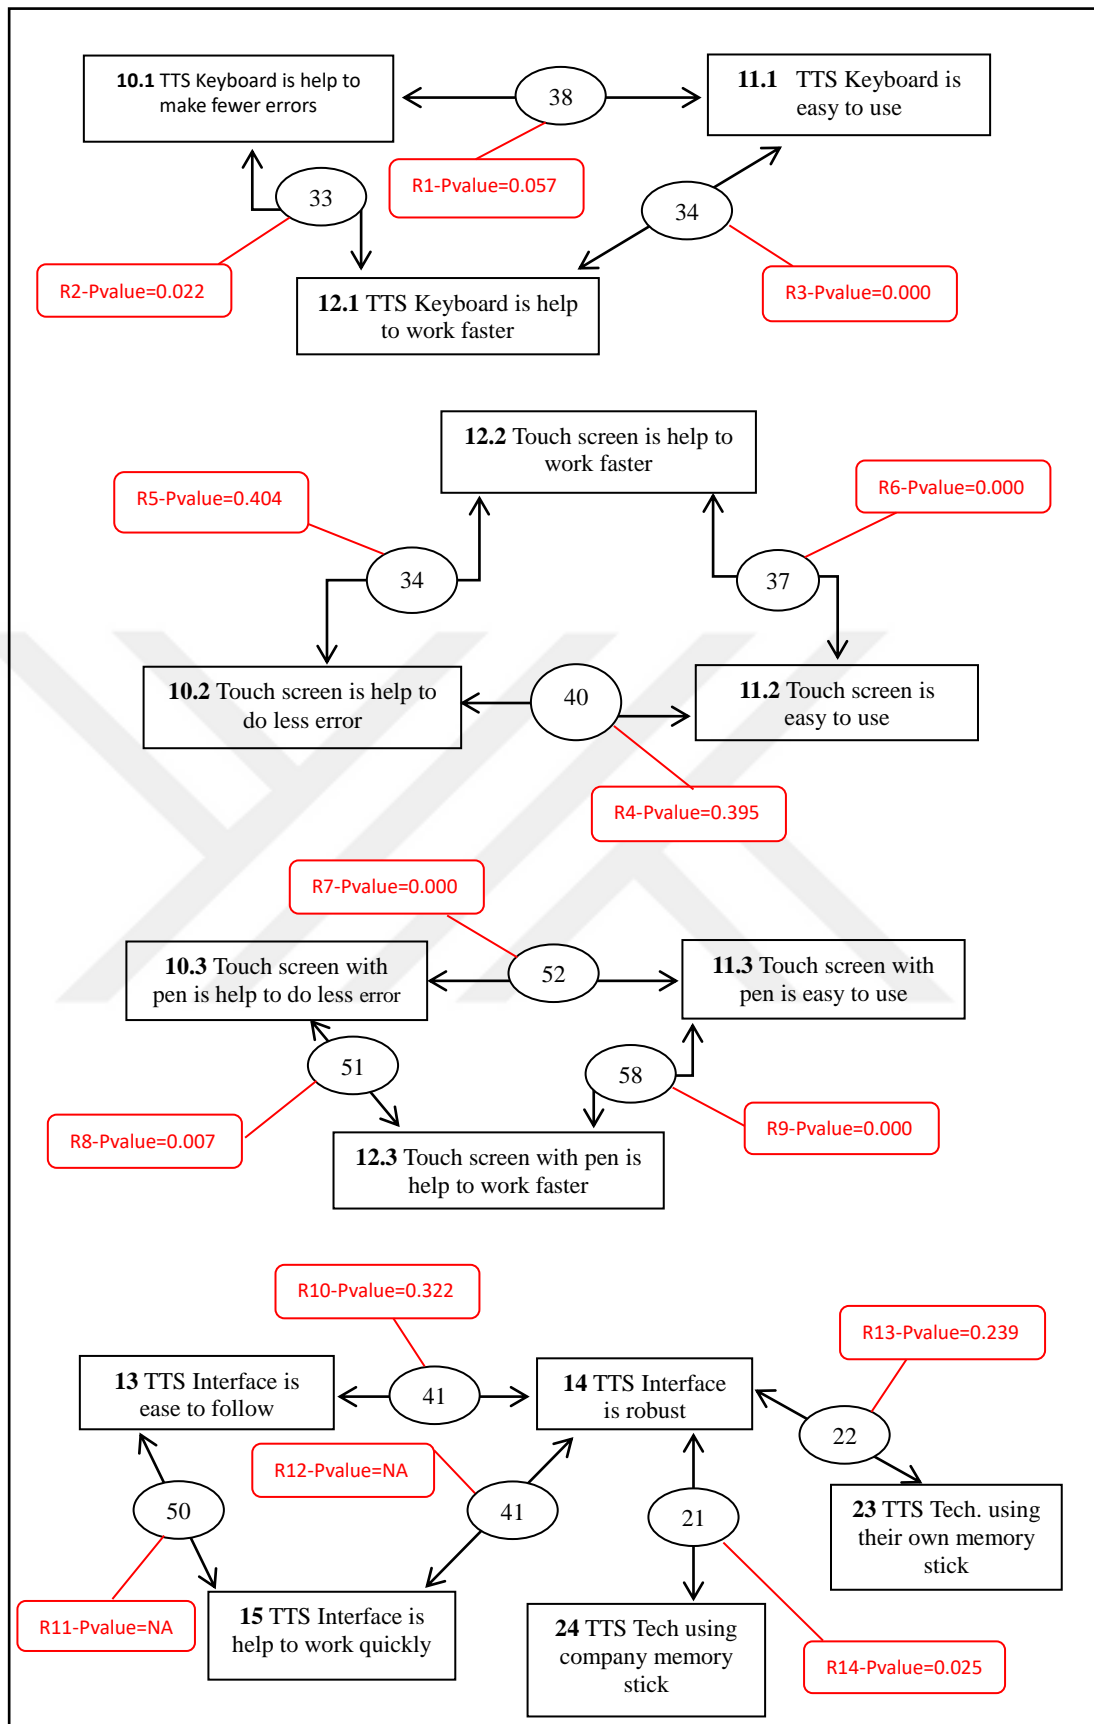 10.1 TTS Keyboard is help to
make fewer errors
38
11.1 TTS Keyboard is
easy to use
R1-Pvalue=0.057
33
34
R2-Pvalue=0.022
12.1 TTS Keyboard is help
to work faster
R3-Pvalue=0.000
12.2 Touch screen is help to
work faster
R5-Pvalue=0.404
R6-Pvalue=0.000
34
37
10.2 Touch screen is help to
do less error
40
11.2 Touch screen is
easy to use
R4-Pvalue=0.395
R7-Pvalue=0.000
10.3 Touch screen with
pen is help to do less error
52
11.3 Touch screen with
pen is easy to use
51
58
R8-Pvalue=0.007
R9-Pvalue=0.000
12.3 Touch screen with pen is
help to work faster
R10-Pvalue=0.322
R13-Pvalue=0.239
13 TTS Interface is
ease to follow
41
14 TTS Interface
is robust
22
R12-Pvalue=NA
50
41
21
23 TTS Tech. using
their own memory
stick
R11-Pvalue=NA
15 TTS Interface is
help to work quickly
24 TTS Tech using
company memory
stick
R14-Pvalue=0.025